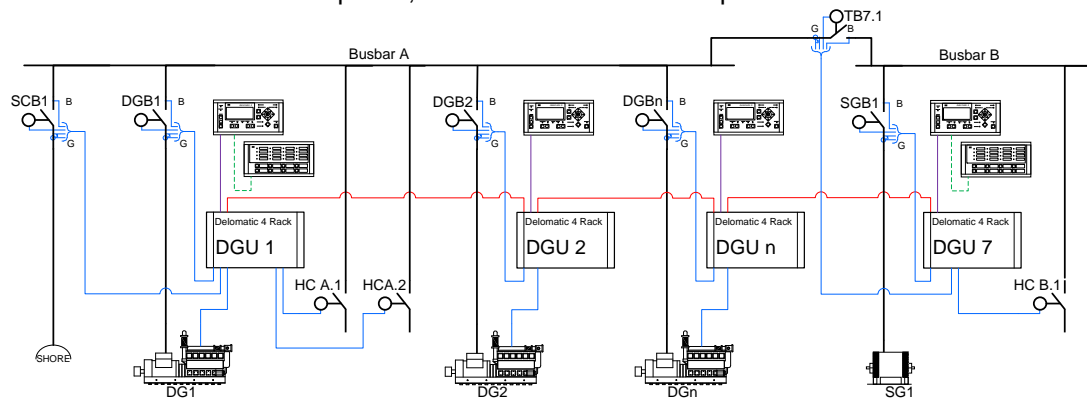 TB7.1
G
B
Busbar A
Busbar B
SCB1
B
G
DGB1
B
G
DGB2
DGBn
B
G
SGB1
B
G
Delomatic 4 Rack
DGU 1
Delomatic 4 Rack
DGU 2
Delomatic 4 Rack
DGU n
Delomatic 4 Rack
DGU 7
HC A.1
HCA.2
HC B.1
SHORE
DG1
DG2
DGn
SG1